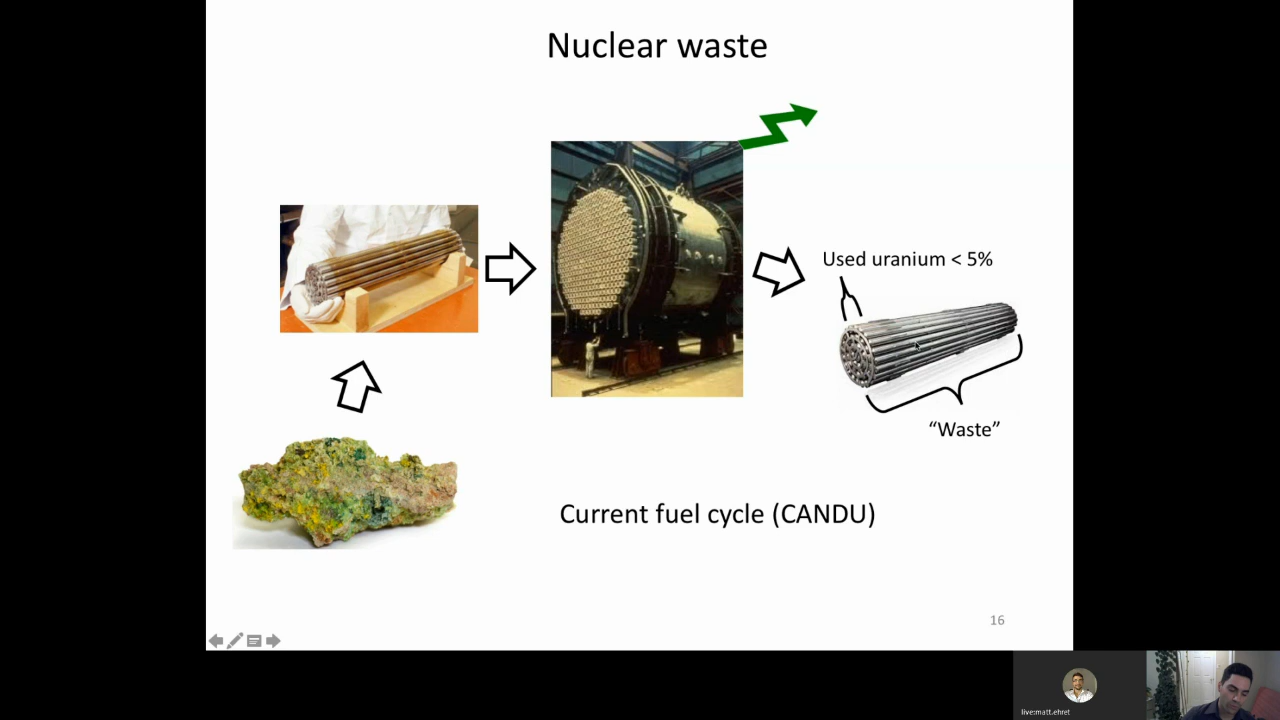 Nuclear waste
Used uranium < 5%
“Waste”
Current fuel cycle (CANDU)
16
live:matt.ehret